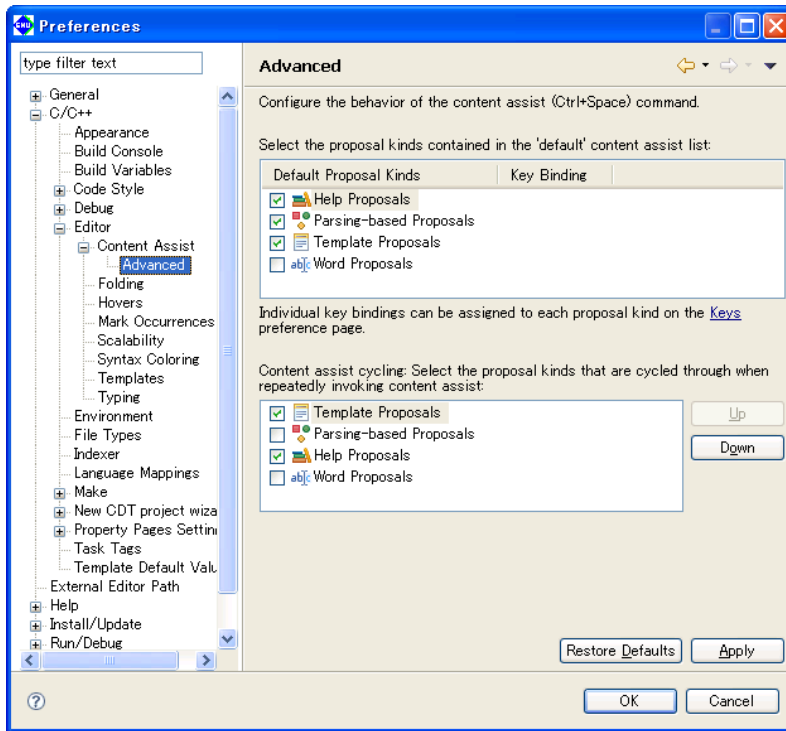 Preferences
type filter text
General
C/C++
Appearance
Build Console
Build Variables
Code Style
Debug
Editor
Content Assist
Advanced
Folding
Hovers
Mark Occurrences
Scalability
Syntax Coloring
Templates
Typing
Environment
File Types
Indexer
Language Mappings
Make
New CDT project wiza
Property Pages Settin
Task Tags
Template Default Valu
External Editor Path
Help
Install/Update
Run/Debug
Advanced
Configure the behavior of the content assist (Ctrl+Space) command.
Select the proposal kinds contained in the 'default' content assist list:
Default Proposal Kinds Key Binding
Help Proposals
Parsing-based Proposals
Template Proposals
Word Proposals
Individual key bindings can be assigned to each proposal kind on the Keys
preference page.
Content assist cycling: Select the proposal kinds that are cycled through when
repeatedly invoking content assist:
Template Proposals
Parsing-based Proposals
Help Proposals
Word Proposals
Up
Down
Restore Defaults Apply
OK Cancel